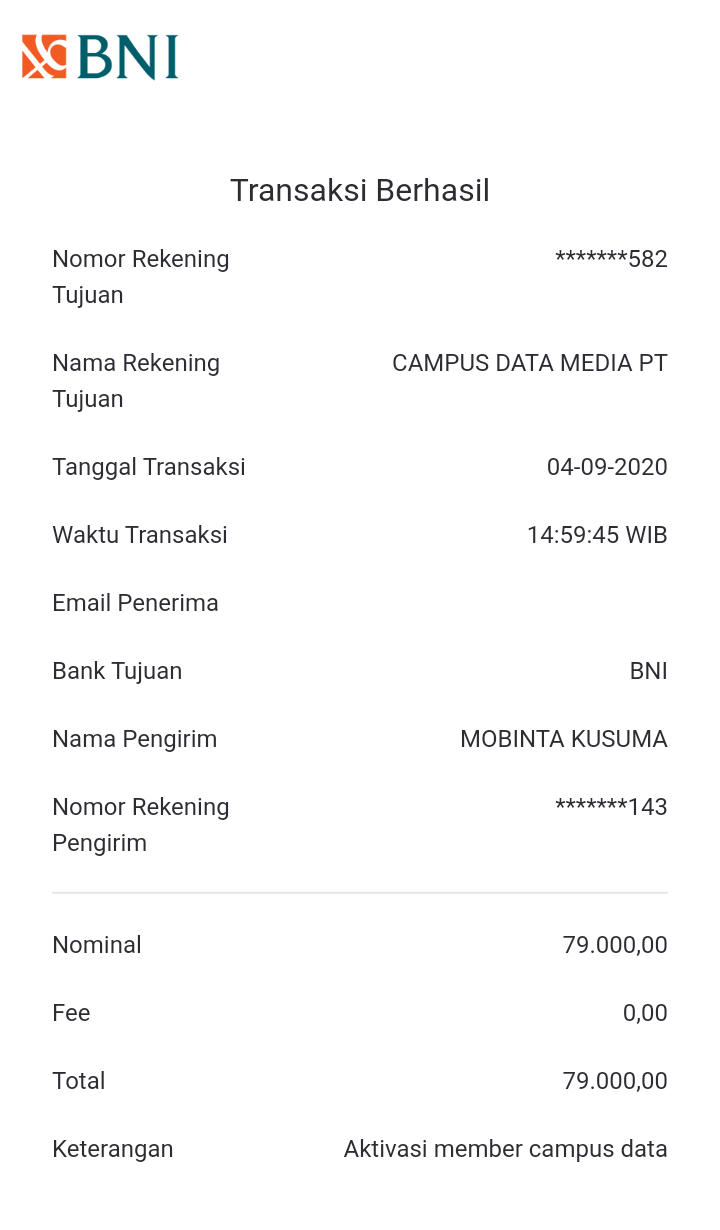 BNI
Transaksi Berhasil
Nomor Rekening Tujuan *******582
Nama Rekening Tujuan CAMPUS DATA MEDIA PT
Tanggal Transaksi 04-09-2020
Waktu Transaksi 14:59:45 WIB
Email Penerima
Bank Tujuan BNI
Nama Pengirim MOBINTA KUSUMA
Nomor Rekening Pengirim *******143
Nominal 79.000,00
Fee 0,00
Total 79.000,00
Keterangan Aktivasi member campus data